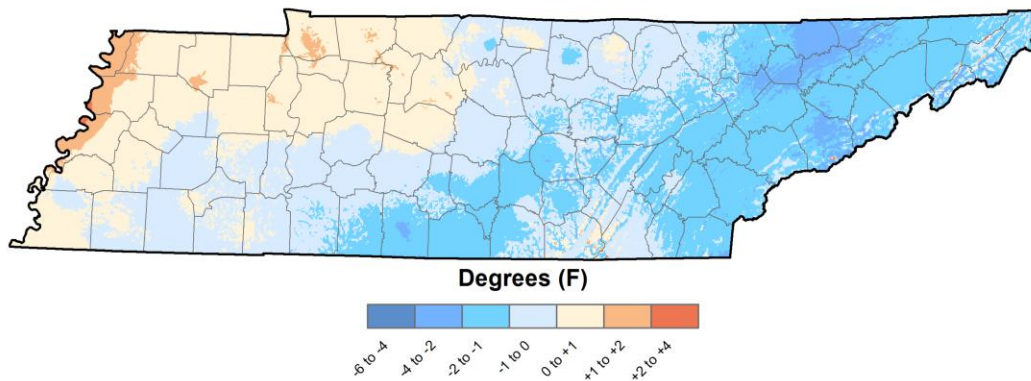 Degrees (F)
-6 to -4
-4 to -2
-2 to -1
-1 to 0
0 to +1
+1 to +2
+2 to +4